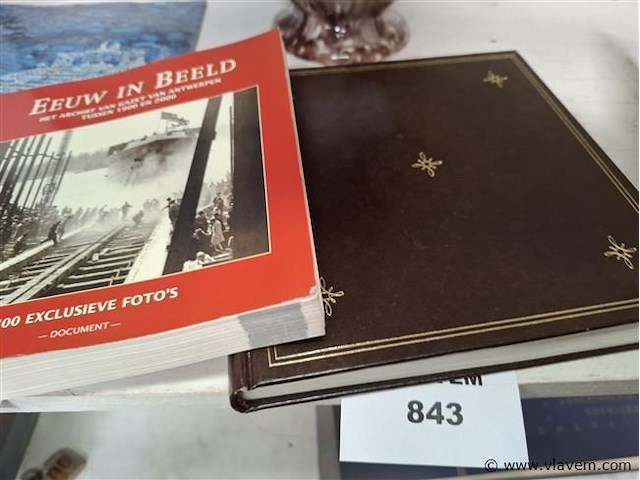 EEUW IN BEELD
HET ARCHIEF VAN GAZET VAN ANTWERPEN
TUSSEN 1900 EN 2000
00 EXCLUSIEVE FOTO'S
—DOCUMENT—
843
© www.vlavem.com